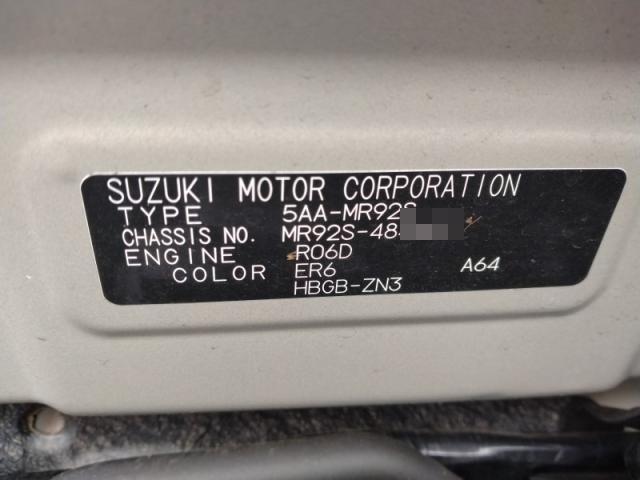 SUZUKI MOTOR CORPORATION
TYPE 5AA-MR92S
CHASSIS NO. MR92S-48
ENGINE R06D
COLOR ER6 A64
HBGB-ZN3